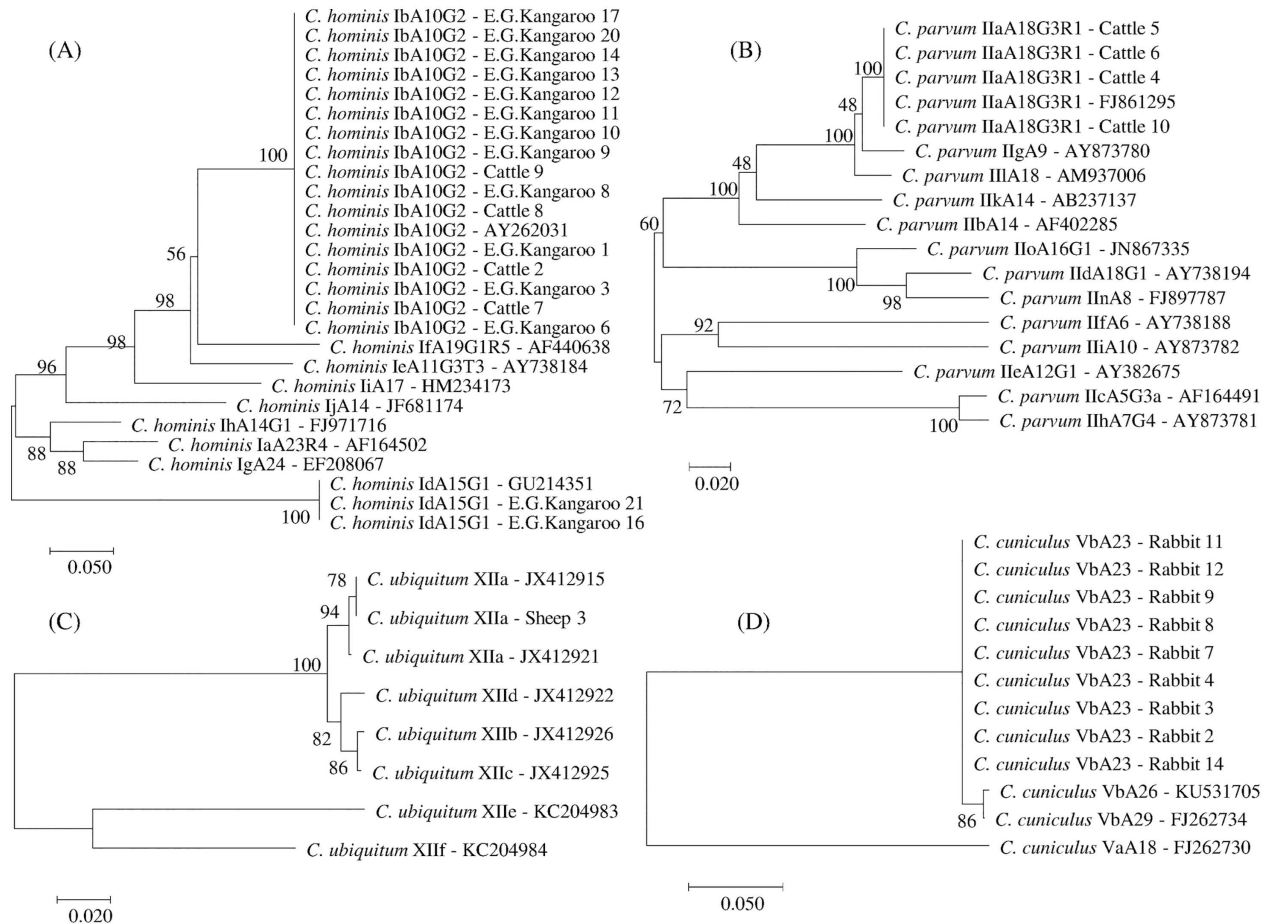 (A)
C. hominis IbA10G2 - E.G.Kangaroo 17
C. hominis IbA10G2 - E.G.Kangaroo 20
C. hominis IbA10G2 - E.G.Kangaroo 14
C. hominis IbA10G2 - E.G.Kangaroo 13
C. hominis IbA10G2 - E.G.Kangaroo 12
C. hominis IbA10G2 - E.G.Kangaroo 11
C. hominis IbA10G2 - E.G.Kangaroo 10
C. hominis IbA10G2 - E.G.Kangaroo 9
C. hominis IbA10G2 - Cattle 9
C. hominis IbA10G2 - E.G.Kangaroo 8
C. hominis IbA10G2 - Cattle 8
C. hominis IbA10G2 - AY262031
C. hominis IbA10G2 - E.G.Kangaroo 1
C. hominis IbA10G2 - Cattle 2
C. hominis IbA10G2 - E.G.Kangaroo 3
C. hominis IbA10G2 - Cattle 7
C. hominis IbA10G2 - E.G.Kangaroo 6
C. hominis IfA19G1R5 - AF440638
C. hominis IeA11G3T3 - AY738184
C. hominis IiA17 - HM234173
C. hominis IjA14 - JF681174
C. hominis IhA14G1 - FJ971716
C. hominis IaA23R4 - AF164502
C. hominis IgA24 - EF208067
C. hominis IdA15G1 - GU214351
C. hominis IdA15G1 - E.G.Kangaroo 21
C. hominis IdA15G1 - E.G.Kangaroo 16
100
56
98
98
96
88
88
100
0.050
(B)
C. parvum IIaA18G3R1 - Cattle 5
C. parvum IIaA18G3R1 - Cattle 6
C. parvum IIaA18G3R1 - Cattle 4
C. parvum IIaA18G3R1 - FJ861295
C. parvum IIaA18G3R1 - Cattle 10
C. parvum IIgA9 - AY873780
C. parvum IIlA18 - AM937006
C. parvum IIkA14 - AB237137
C. parvum IIbA14 - AF402285
C. parvum IIoA16G1 - JN867335
C. parvum IIdA18G1 - AY738194
C. parvum IInA8 - FJ897787
C. parvum IIfA6 - AY738188
C. parvum IIiA10 - AY873782
C. parvum IIeA12G1 - AY382675
C. parvum IIcA5G3a - AF164491
C. parvum IIhA7G4 - AY873781
100
48
100
48
100
60
100
98
92
72
100
0.020
(C)
C. ubiquitum XIIa - JX412915
C. ubiquitum XIIa - Sheep 3
C. ubiquitum XIIa - JX412921
C. ubiquitum XIId - JX412922
C. ubiquitum XIIb - JX412926
C. ubiquitum XIIc - JX412925
C. ubiquitum XIIe - KC204983
C. ubiquitum XIIf - KC204984
78
94
100
82
86
0.020
(D)
C. cuniculus VbA23 - Rabbit 11
C. cuniculus VbA23 - Rabbit 12
C. cuniculus VbA23 - Rabbit 9
C. cuniculus VbA23 - Rabbit 8
C. cuniculus VbA23 - Rabbit 7
C. cuniculus VbA23 - Rabbit 4
C. cuniculus VbA23 - Rabbit 3
C. cuniculus VbA23 - Rabbit 2
C. cuniculus VbA23 - Rabbit 14
C. cuniculus VbA26 - KU531705
C. cuniculus VbA29 - FJ262734
C. cuniculus VaA18 - FJ262730
86
0.050